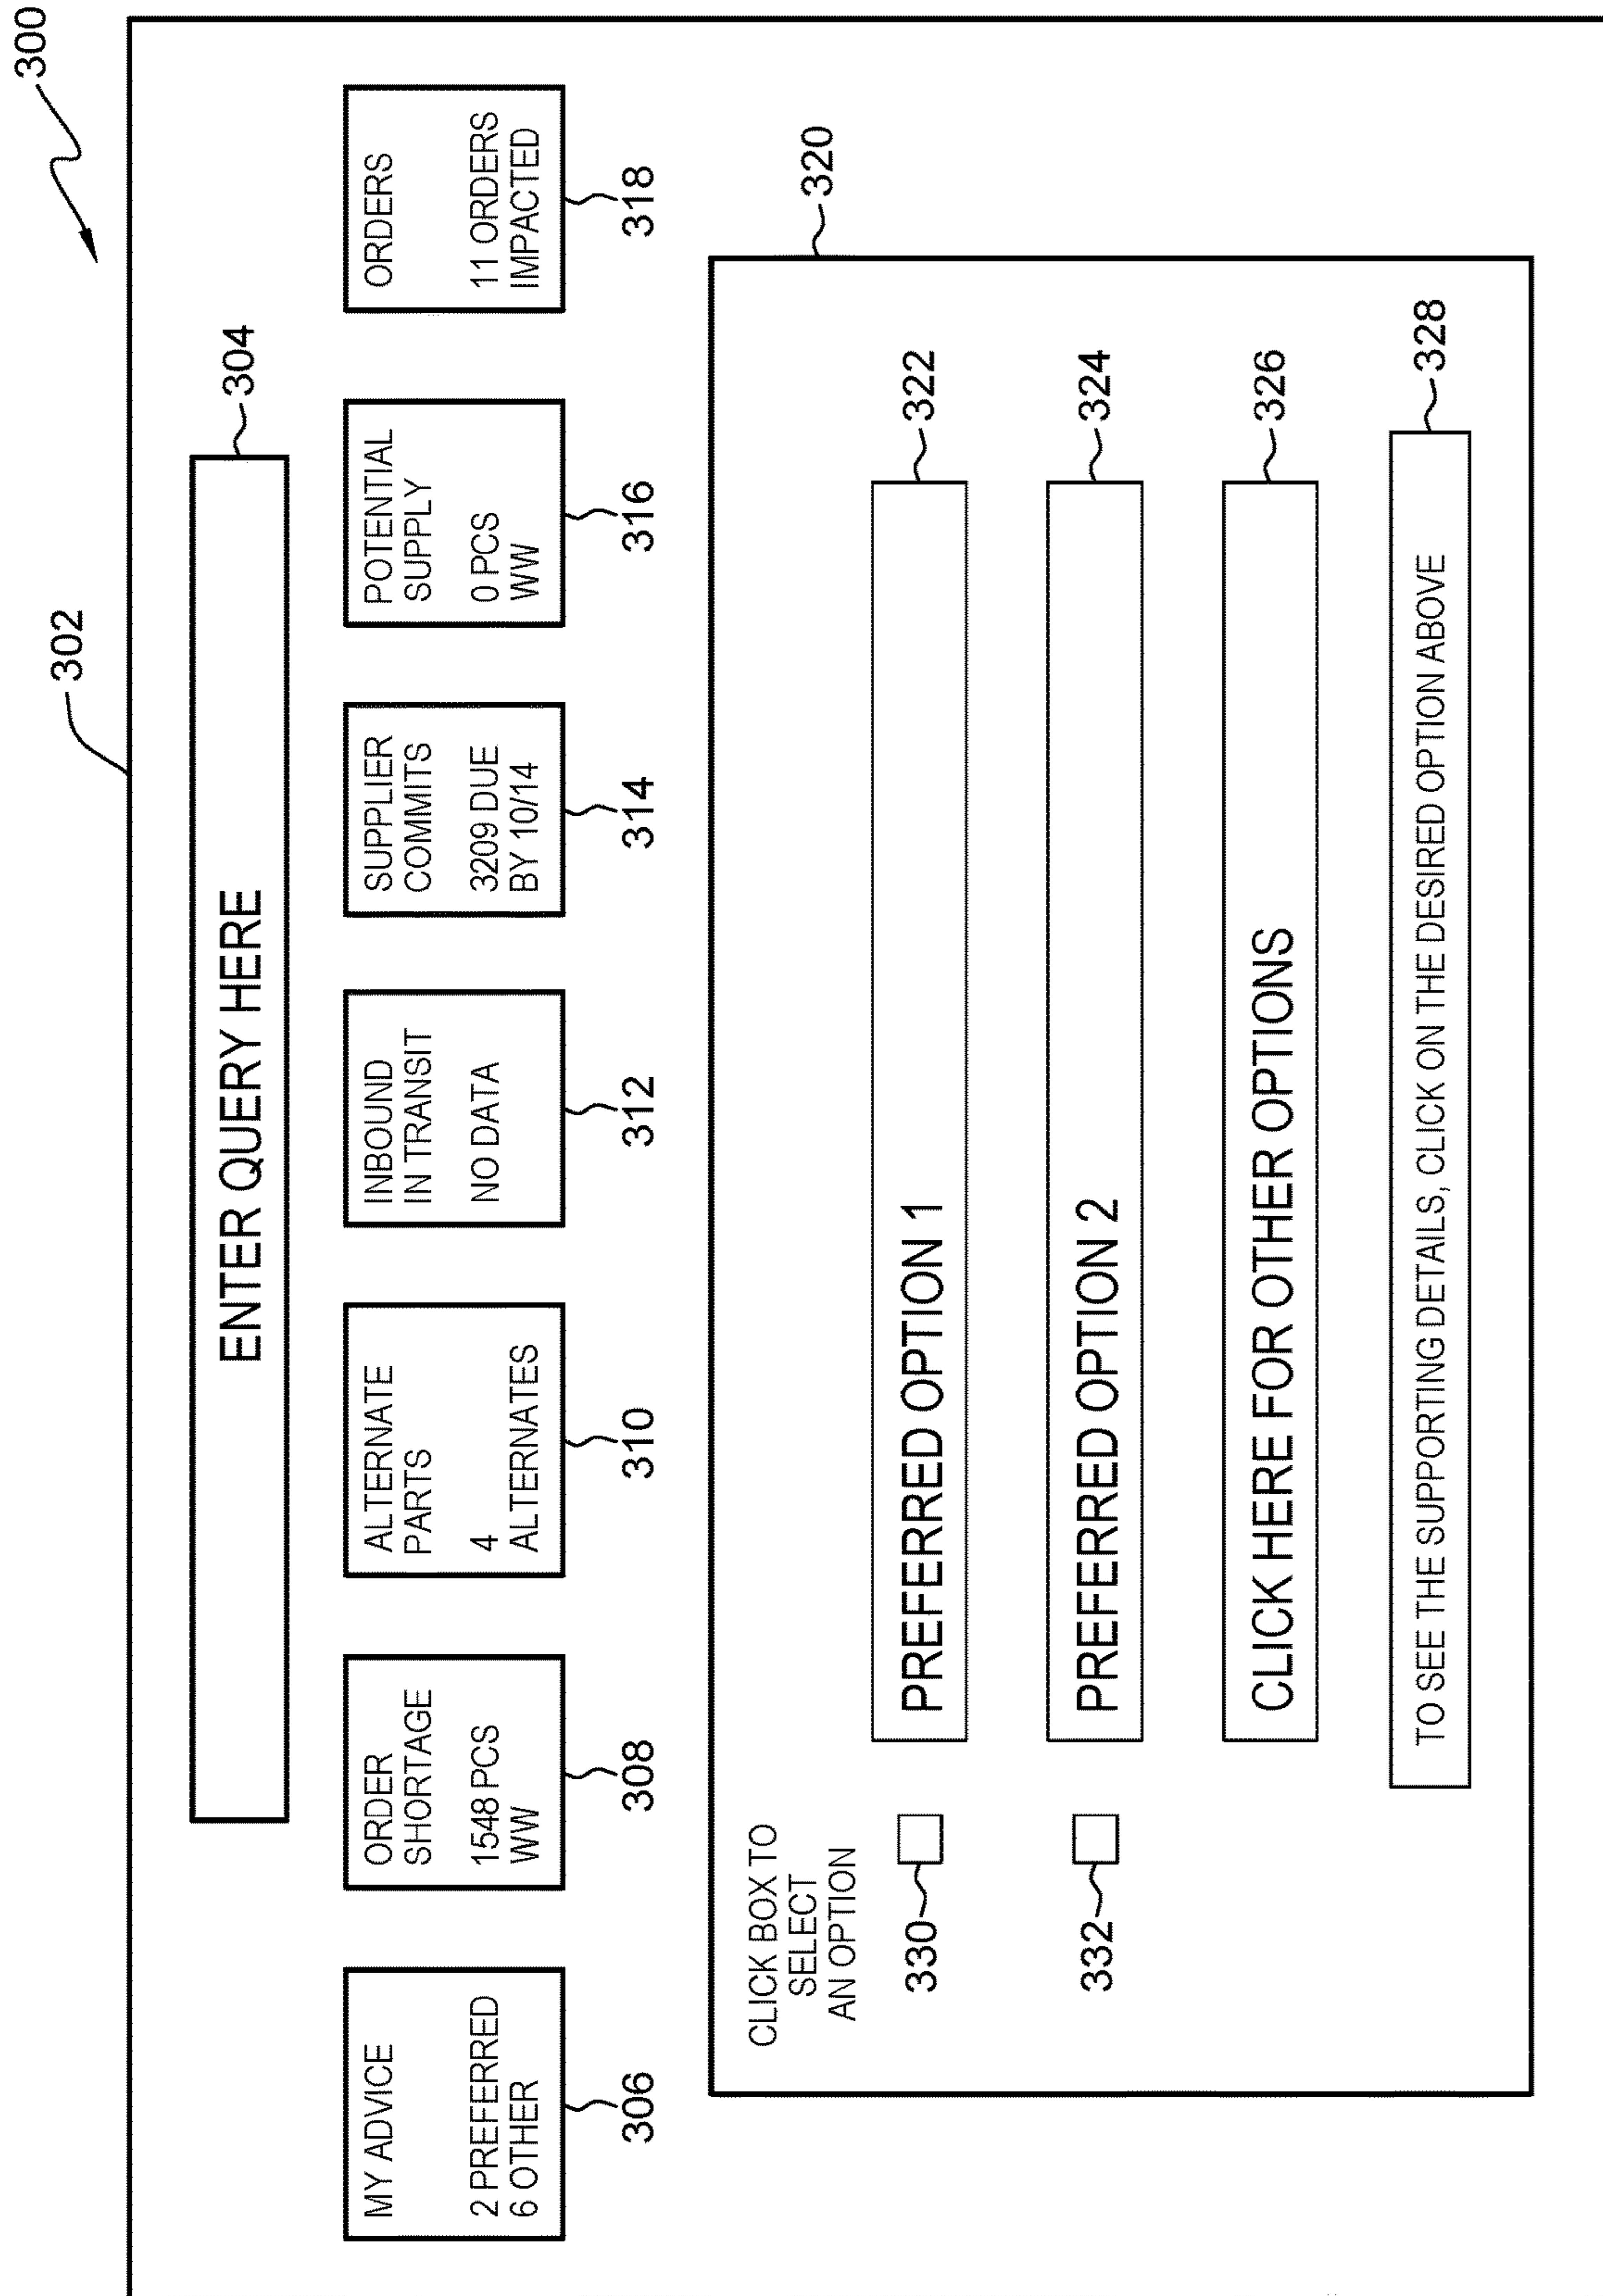 300
302
ENTER QUERY HERE
304
MY ADVICE
2 PREFERRED
6 OTHER
306
ORDER
SHORTAGE
1548 PCS
WW
308
ALTERNATE
PARTS
4
ALTERNATES
310
INBOUND
IN TRANSIT
NO DATA
312
SUPPLIER
COMMITS
3209 DUE
BY 10/14
314
POTENTIAL
SUPPLY
0 PCS
WW
316
ORDERS
11 ORDERS
IMPACTED
318
320
CLICK BOX TO
SELECT
AN OPTION
330
PREFERRED OPTION 1
322
332
PREFERRED OPTION 2
324
CLICK HERE FOR OTHER OPTIONS
326
TO SEE THE SUPPORTING DETAILS, CLICK ON THE DESIRED OPTION ABOVE
328